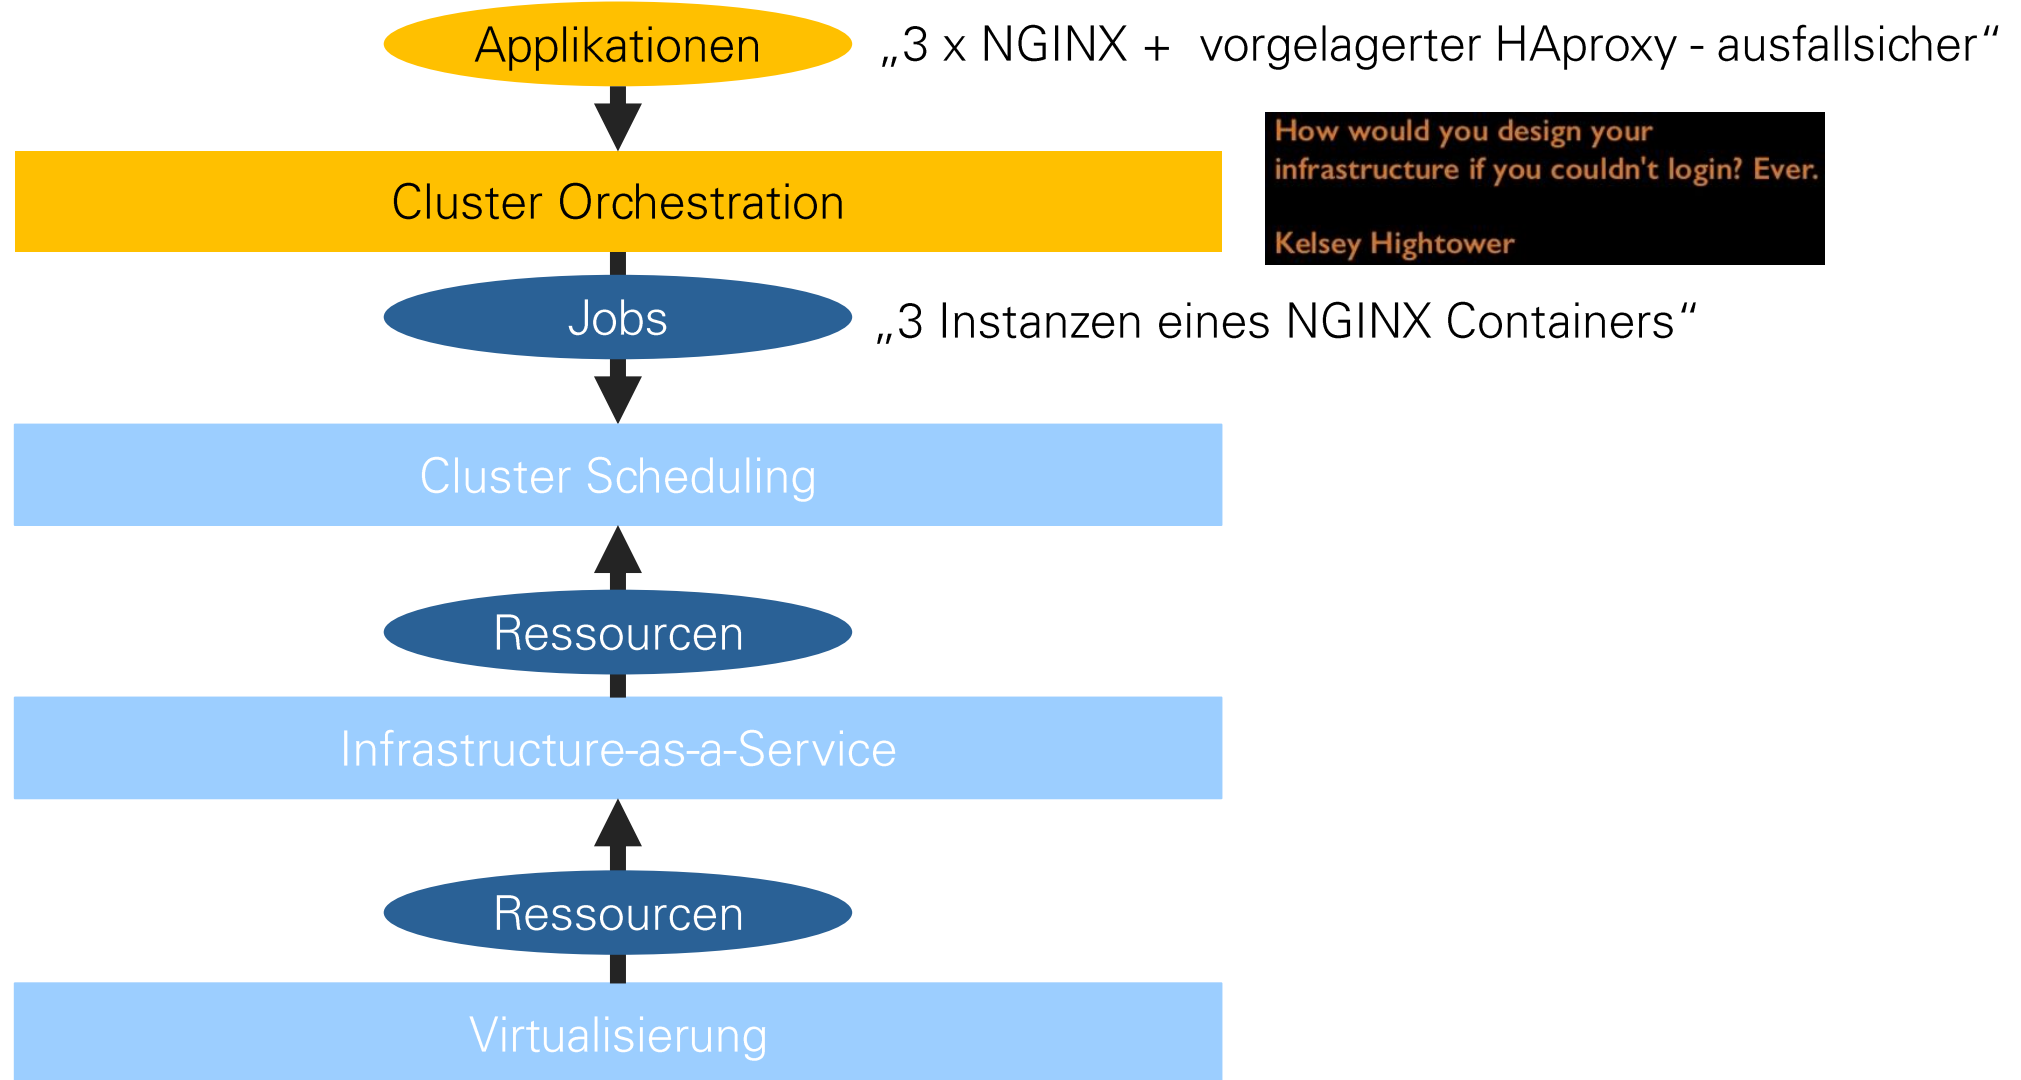 Applikationen
„3 x NGINX + vorgelagerter HAproxy - ausfallsicher“
How would you design your
infrastructure if you couldn't login? Ever.
Kelsey Hightower
Cluster Orchestration
Jobs
„3 Instanzen eines NGINX Containers“
Cluster Scheduling
Ressourcen
Infrastructure-as-a-Service
Ressourcen
Virtualisierung